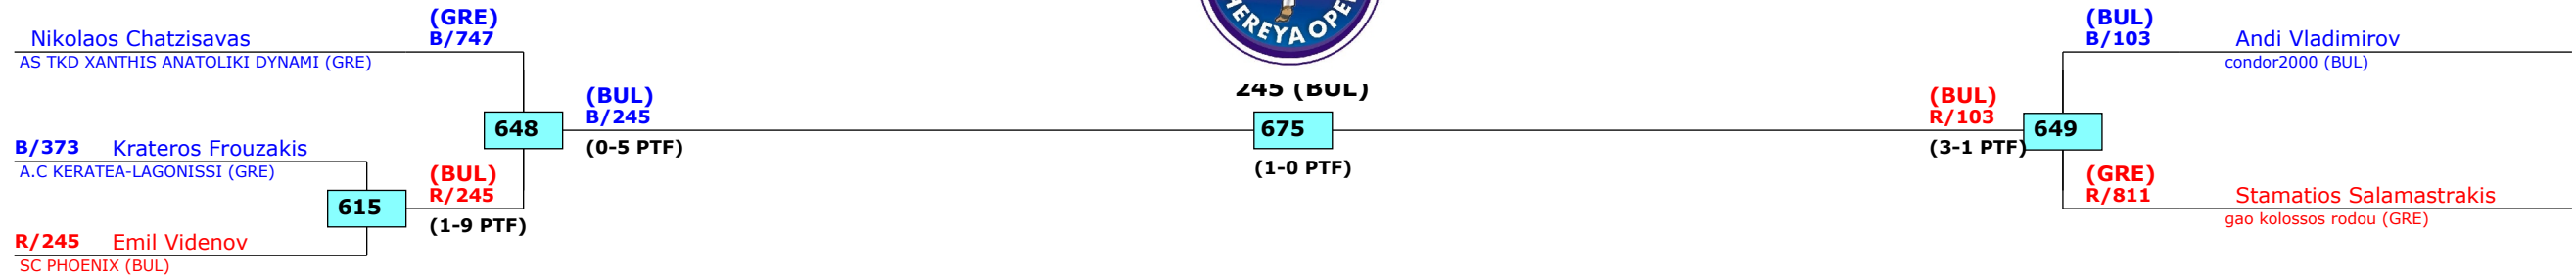 (GRE)
B/747
Nikolaos Chatzisavas
AS TKD XANTHIS ANATOLIKI DYNAMI (GRE)
B/373 Krateros Frouzakis
A.C KERATEA-LAGONISSI (GRE)
615
R/245 Emil Videnov
SC PHOENIX (BUL)
(BUL)
R/245
(1-9 PTF)
648
(BUL)
B/245
(0-5 PTF)
245 (BUL)
675
(1-0 PTF)
(BUL)
R/103
(3-1 PTF)
649
(BUL)
B/103
Andi Vladimirov
condor2000 (BUL)
(GRE)
R/811
Stamatios Salamastrakis
gao kolossos rodou (GRE)